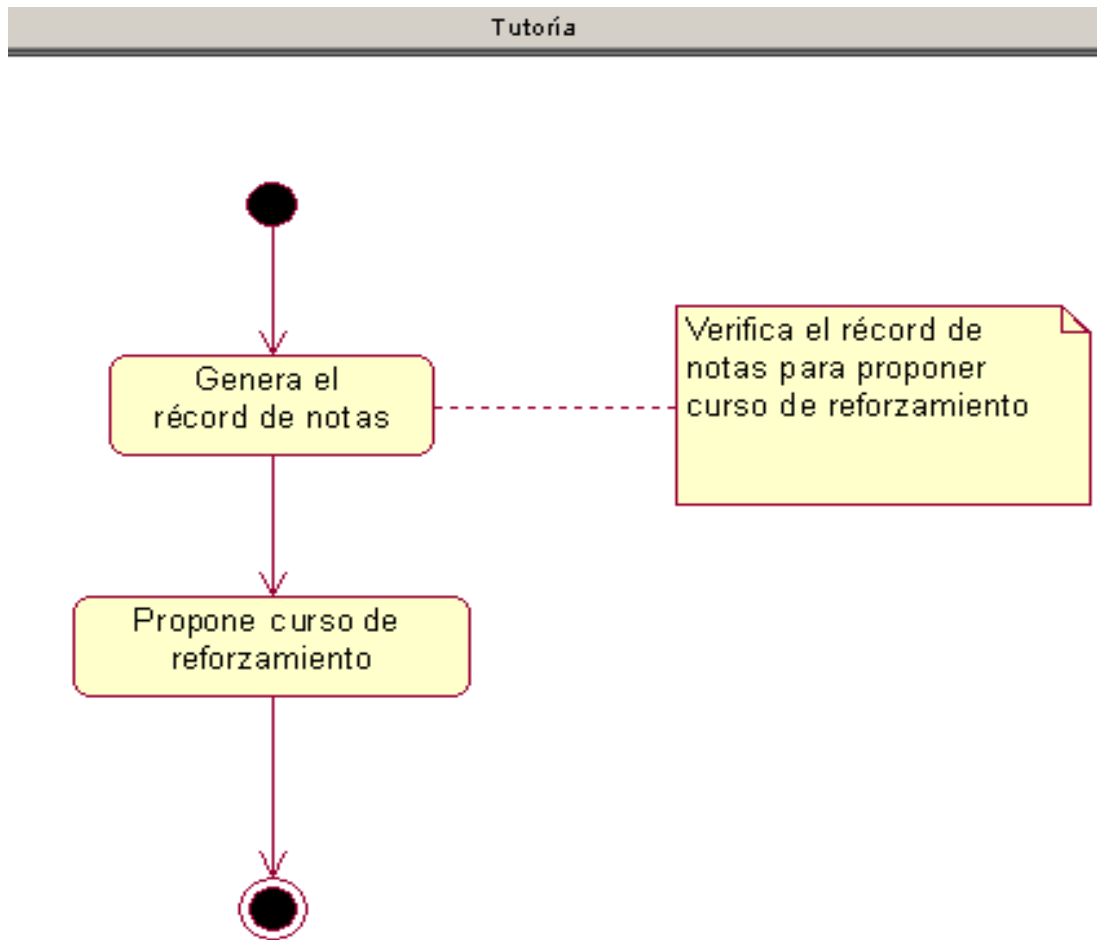 Tutoría
Genera el
récord de notas
Verifica el récord de
notas para proponer
curso de reforzamiento
Propone curso de
reforzamiento